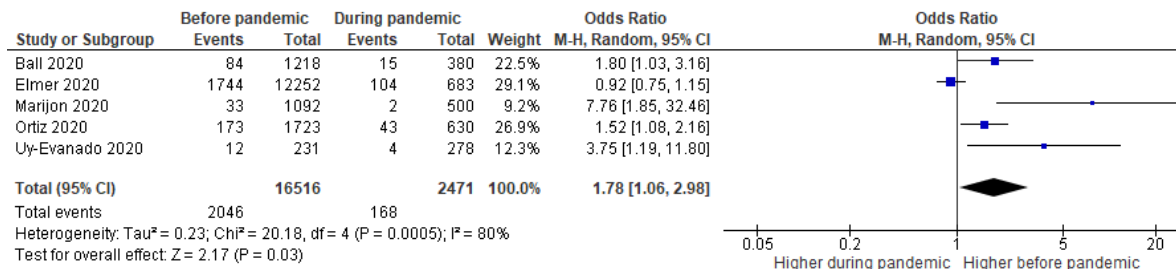 Before pandemic During pandemic Odds Ratio Odds Ratio
Study or Subgroup Events Total Events Total Weight M-H, Random, 95% CI M-H, Random, 95% CI
Ball 2020 84 1218 15 380 22.5% 1.80 [1.03, 3.16]
Elmer 2020 1744 12252 104 683 29.1% 0.92 [0.75, 1.15]
Marijon 2020 33 1092 2 500 9.2% 7.76 [1.85, 32.46]
Ortiz 2020 173 1723 43 630 26.9% 1.52 [1.08, 2.16]
Uy-Evanado 2020 12 231 4 278 12.3% 3.75 [1.19, 11.80]
Total (95% CI) 16516 2471 100.0% 1.78 [1.06, 2.98]
Total events 2046 168
Heterogeneity: Tau² = 0.23; Chi² = 20.18, df = 4 (P = 0.0005); I² = 80%
Test for overall effect: Z = 2.17 (P = 0.03)
0.05 0.2 1 5 20
Higher during pandemic Higher before pandemic